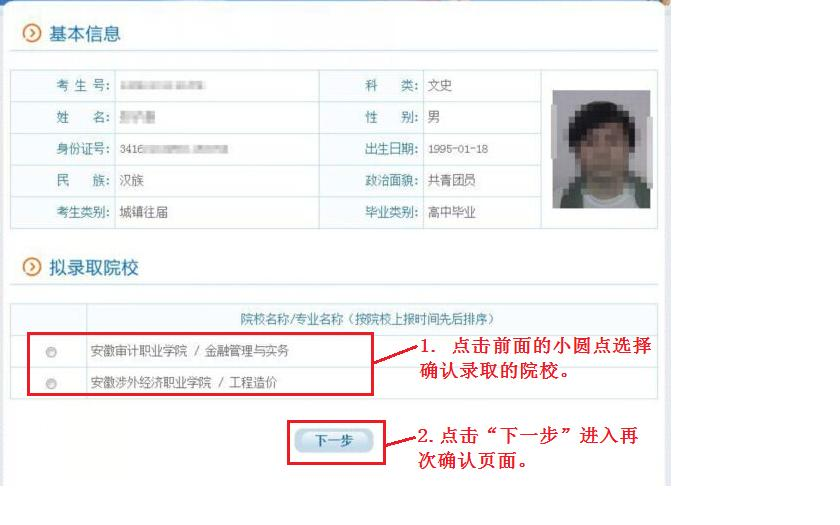 基本信息
考生号:
科 类: 文史
姓 名:
性 别: 男
身份证号: 3416
出生日期: 1995-01-18
民 族: 汉族
政治面貌: 共青团员
考生类别: 城镇往届
毕业类别: 高中毕业
拟录取院校
院校名称/专业名称（按院校上报时间先后排序）
安徽审计职业学院 / 金融管理与实务
安徽涉外经济职业学院 / 工程造价
1. 点击前面的小圆点选择
确认录取的院校。
下一步
2.点击“下一步”进入再
次确认页面。